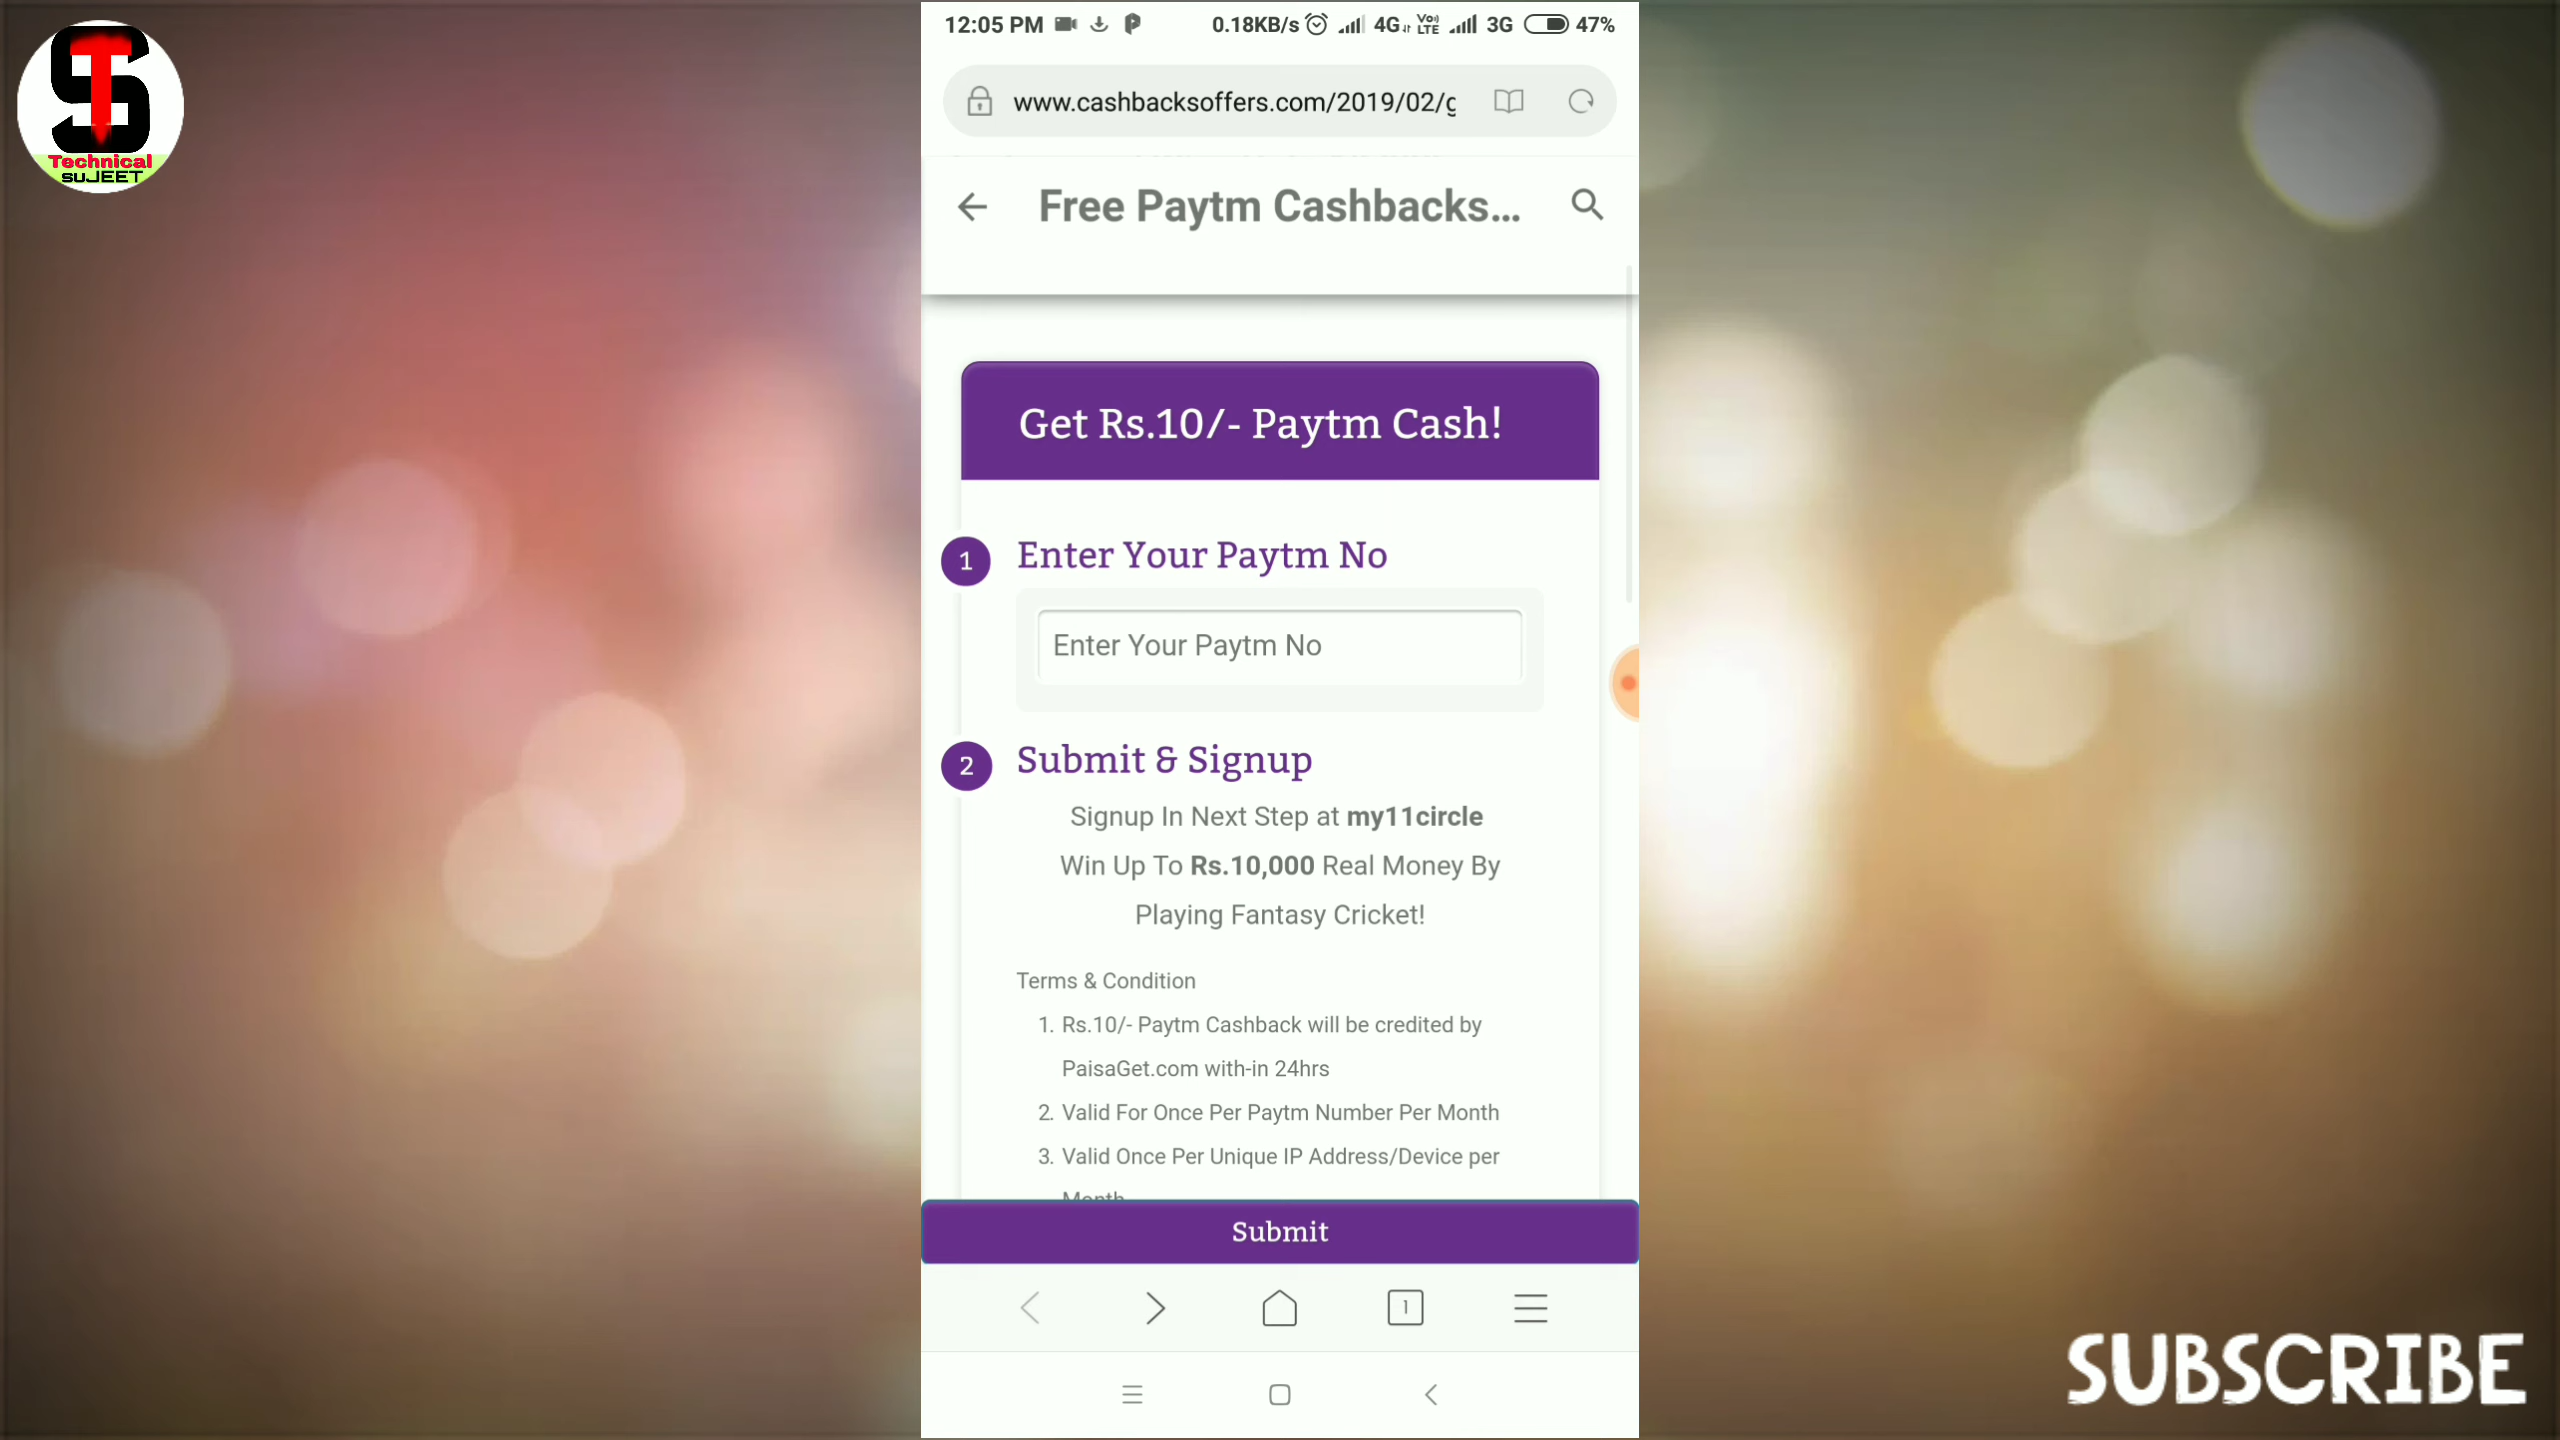 TS
Technical
SUJEET
12:05 PM 0.18KB/s 4G VoLTE 3G 47%
www.cashbacksoffers.com/2019/02/g
Free Paytm Cashbacks...
Get Rs.10/- Paytm Cash!
1 Enter Your Paytm No
Enter Your Paytm No
2 Submit & Signup
Signup In Next Step at my11circle
Win Up To Rs.10,000 Real Money By
Playing Fantasy Cricket!
Terms & Condition
1. Rs.10/- Paytm Cashback will be credited by
PaisaGet.com with-in 24hrs
2. Valid For Once Per Paytm Number Per Month
3. Valid Once Per Unique IP Address/Device per
Month
Submit
1
SUBSCRIBE